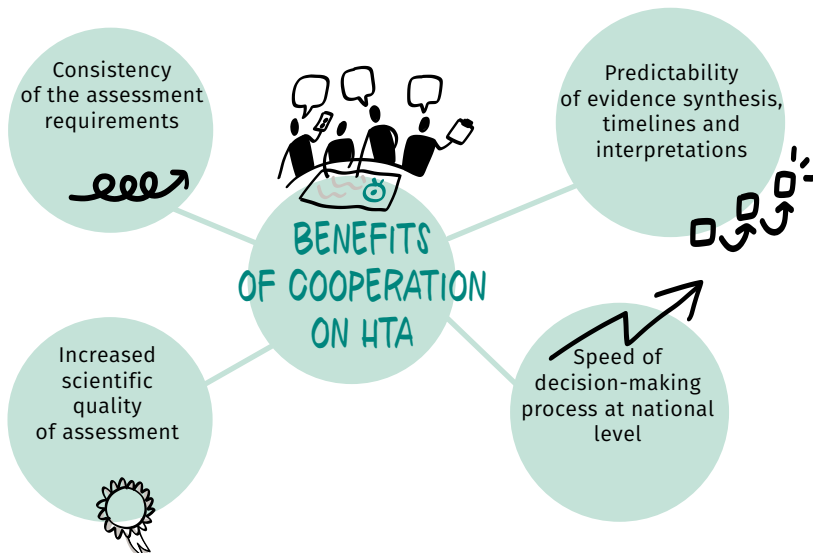 Consistency
of the assessment
requirements
Predictability
of evidence synthesis,
timelines and
interpretations
BENEFITS
OF COOPERATION
ON HTA
Increased
scientific
quality
of assessment
Speed of
decision-making
process at national
level